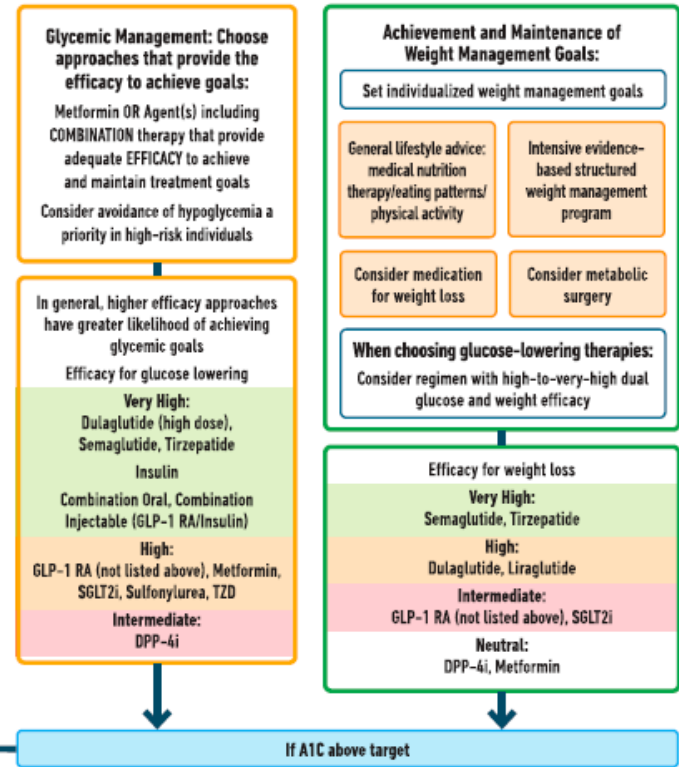 Glycemic Management: Choose
approaches that provide the
efficacy to achieve goals:
Metformin OR Agent(s) including
COMBINATION therapy that provide
adequate EFFICACY to achieve
and maintain treatment goals
Consider avoidance of hypoglycemia a
priority in high-risk individuals
In general, higher efficacy approaches
have greater likelihood of achieving
glycemic goals
Efficacy for glucose lowering
Very High:
Dulaglutide (high dose),
Semaglutide, Tirzepatide
Insulin
Combination Oral, Combination
Injectable (GLP-1 RA/Insulin)
High:
GLP-1 RA (not listed above), Metformin,
SGLT2i, Sulfonylurea, TZD
Intermediate:
DPP-4i
Achievement and Maintenance of
Weight Management Goals:
Set individualized weight management goals
General lifestyle advice:
medical nutrition
therapy/eating patterns/
physical activity
Intensive evidence-
based structured
weight management
program
Consider medication
for weight loss
Consider metabolic
surgery
When choosing glucose-lowering therapies:
Consider regimen with high-to-very-high dual
glucose and weight efficacy
Efficacy for weight loss
Very High:
Semaglutide, Tirzepatide
High:
Dulaglutide, Liraglutide
Intermediate:
GLP-1 RA (not listed above), SGLT2i
Neutral:
DPP-4i, Metformin
If A1C above target